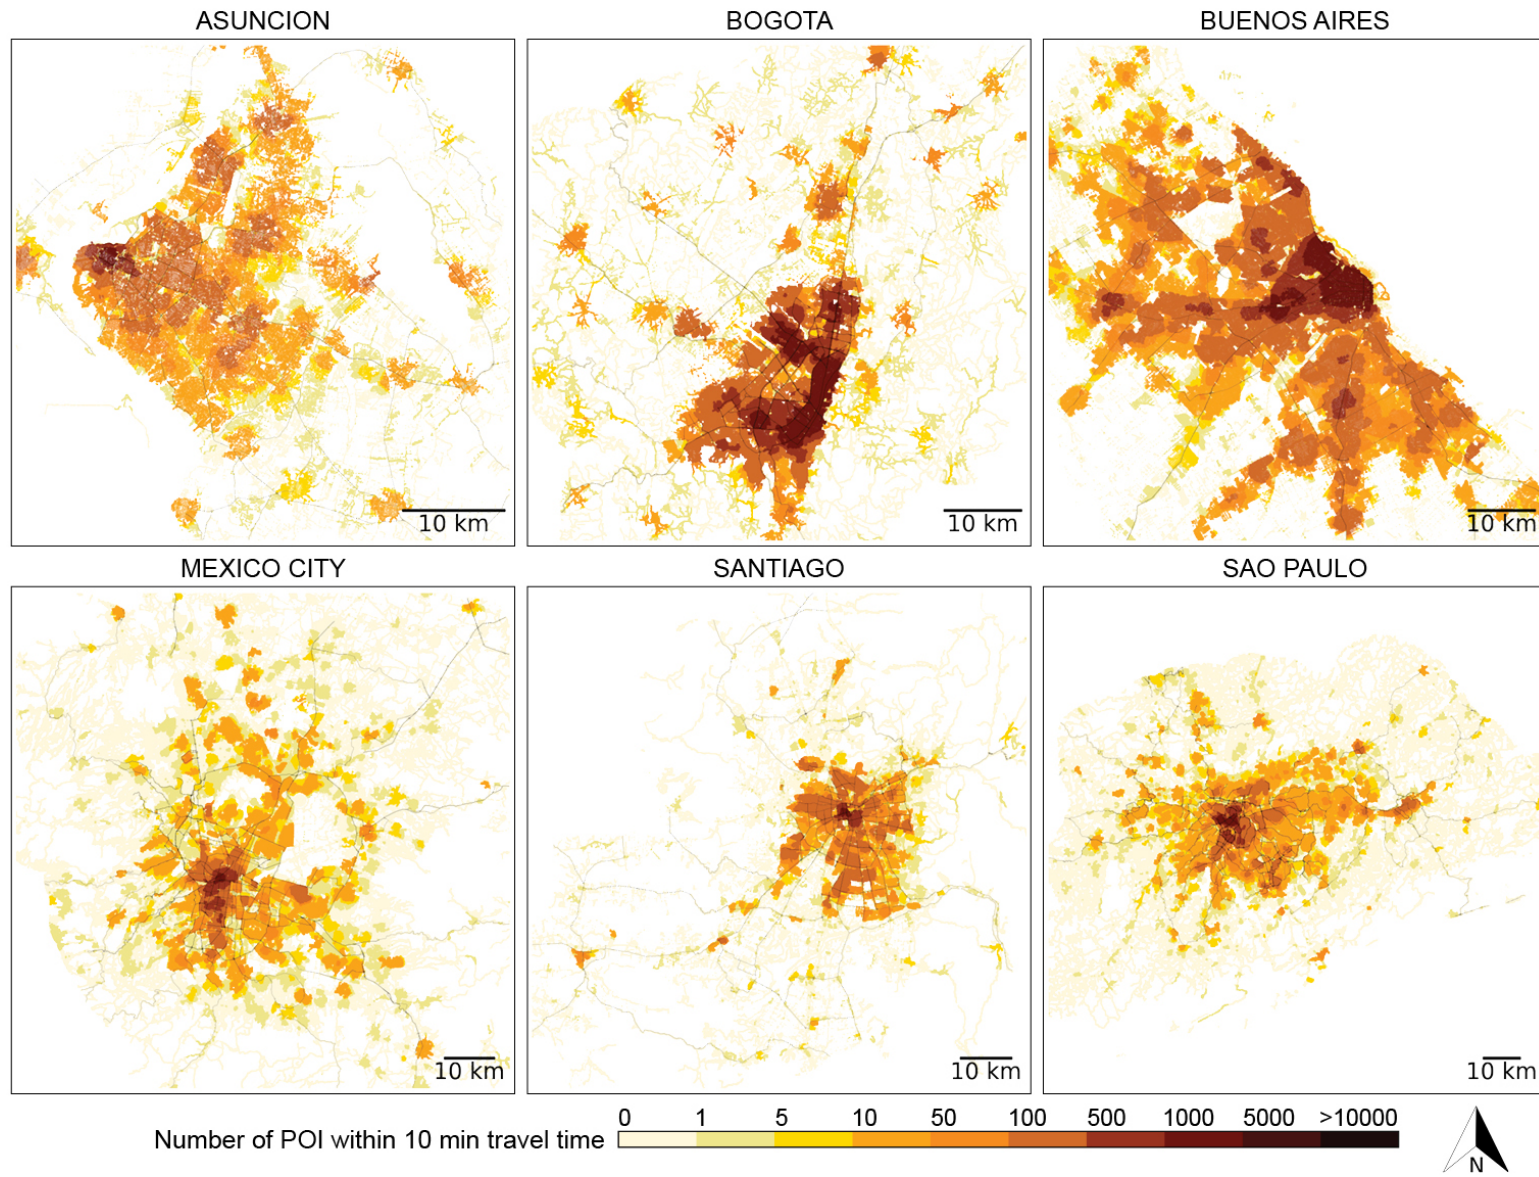 ASUNCION
BOGOTA
BUENOS AIRES
10 km
10 km
10 km
MEXICO CITY
SANTIAGO
SAO PAULO
10 km
10 km
10 km
0 1 5 10 50 100 500 1000 5000 >10000
Number of POI within 10 min travel time
N